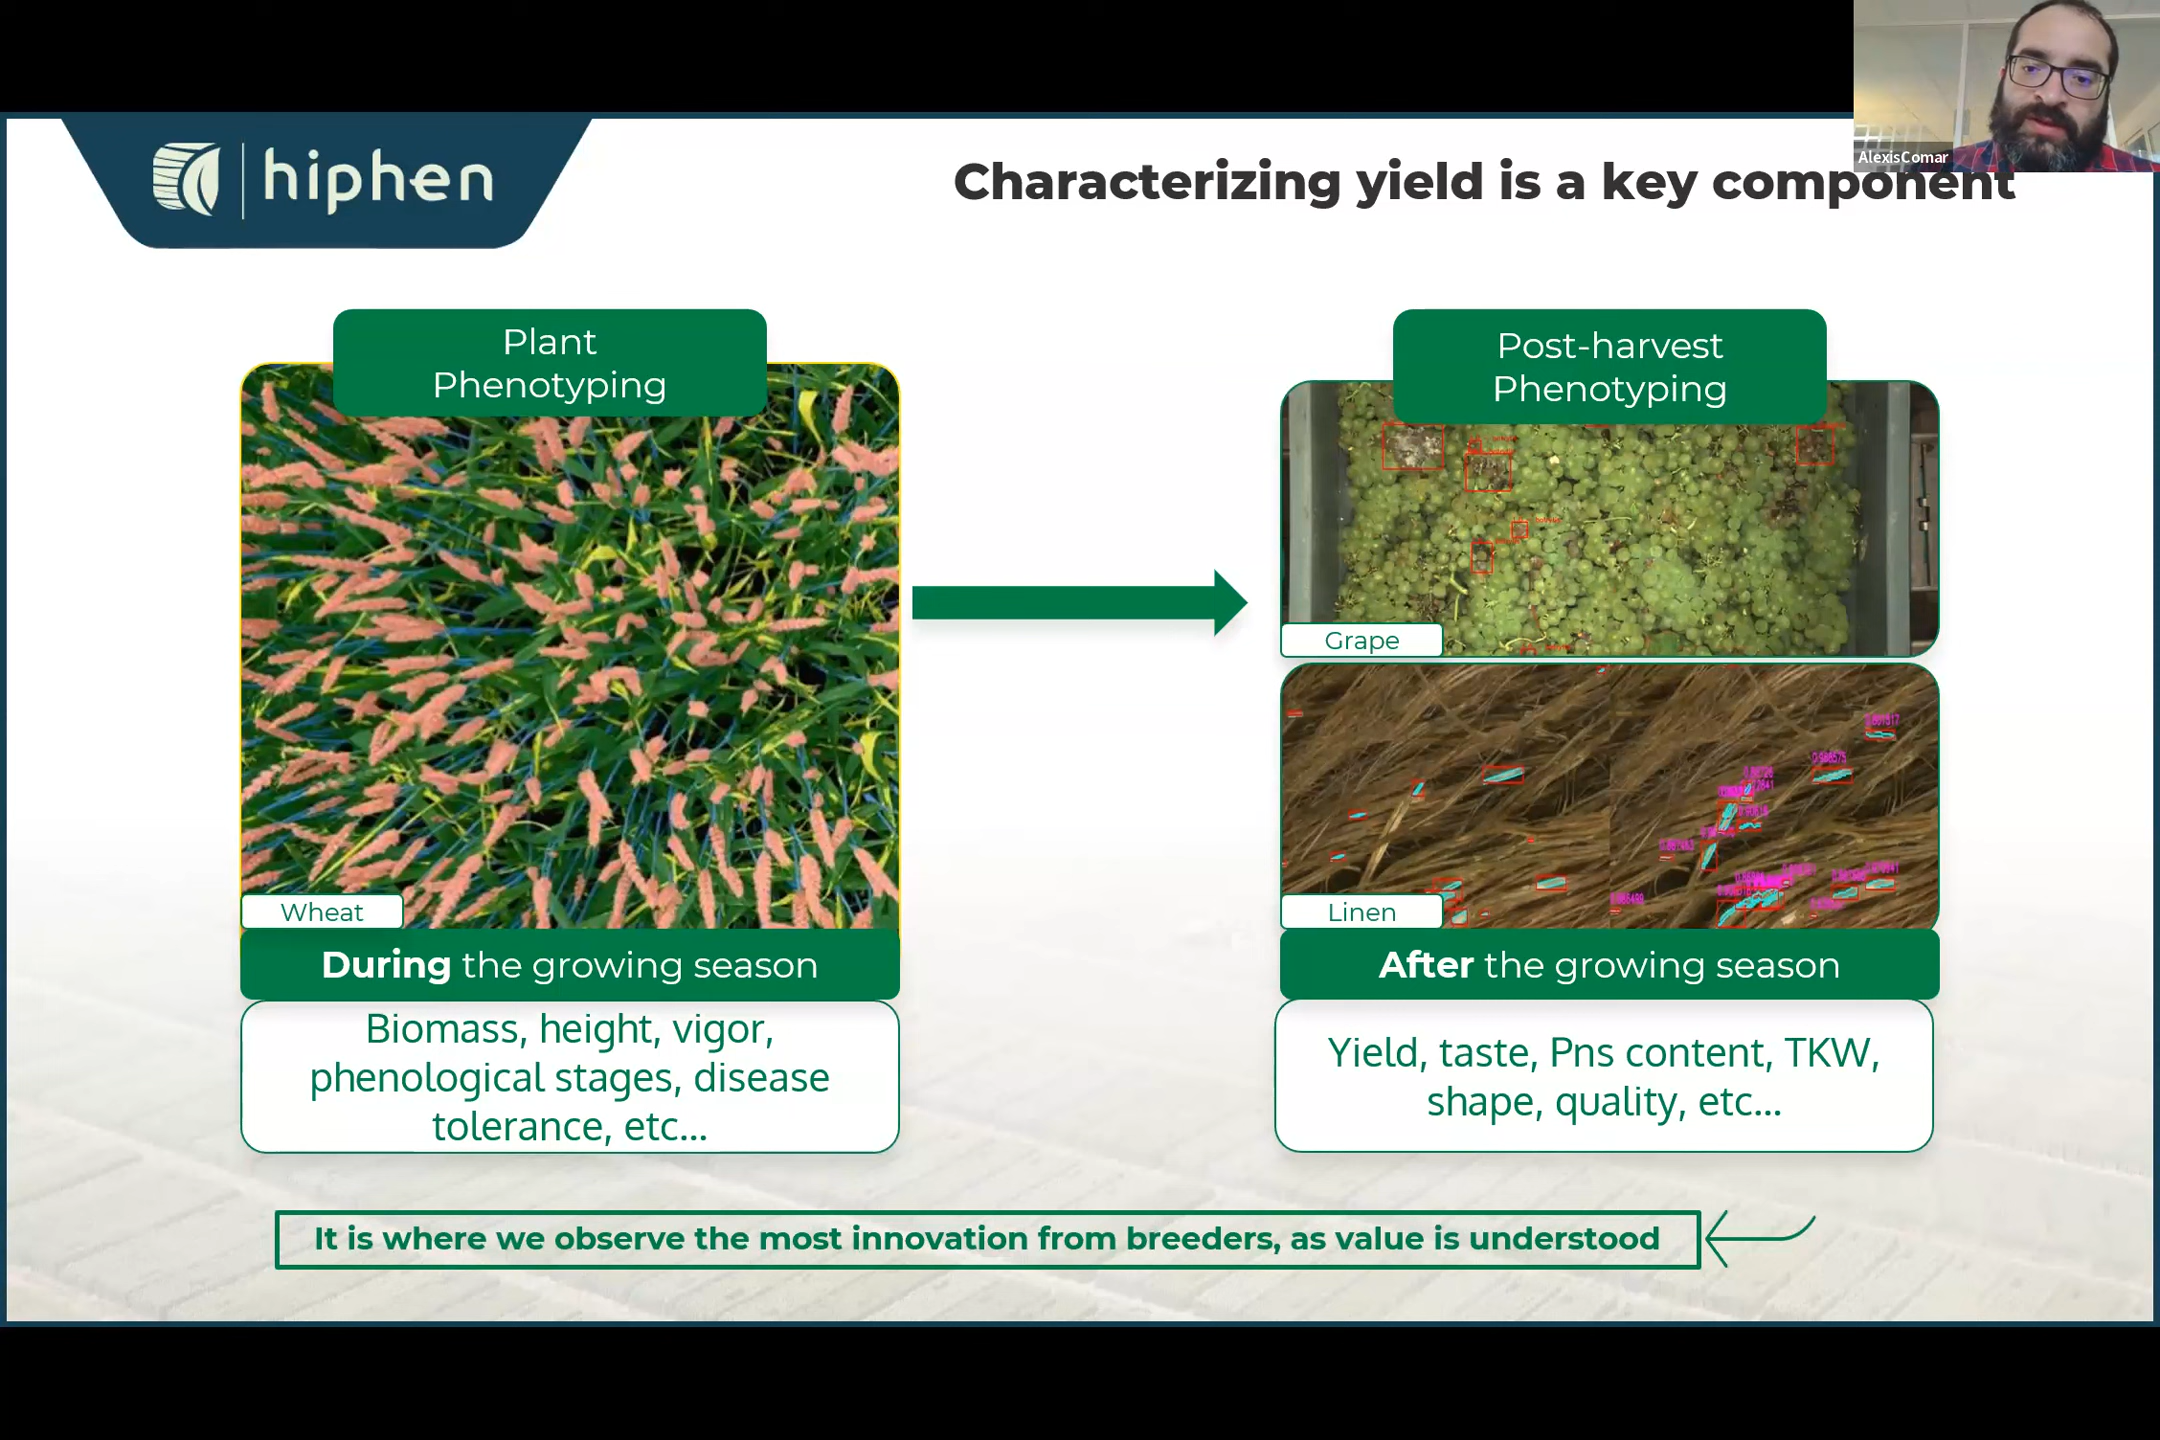 AlexisComar
hiphen
Characterizing yield is a key component
Plant
Phenotyping
Wheat
During the growing season
Biomass, height, vigor,
phenological stages, disease
tolerance, etc...
Post-harvest
Phenotyping
Grape
Linen
After the growing season
Yield, taste, Pns content, TKW,
shape, quality, etc...
It is where we observe the most innovation from breeders, as value is understood